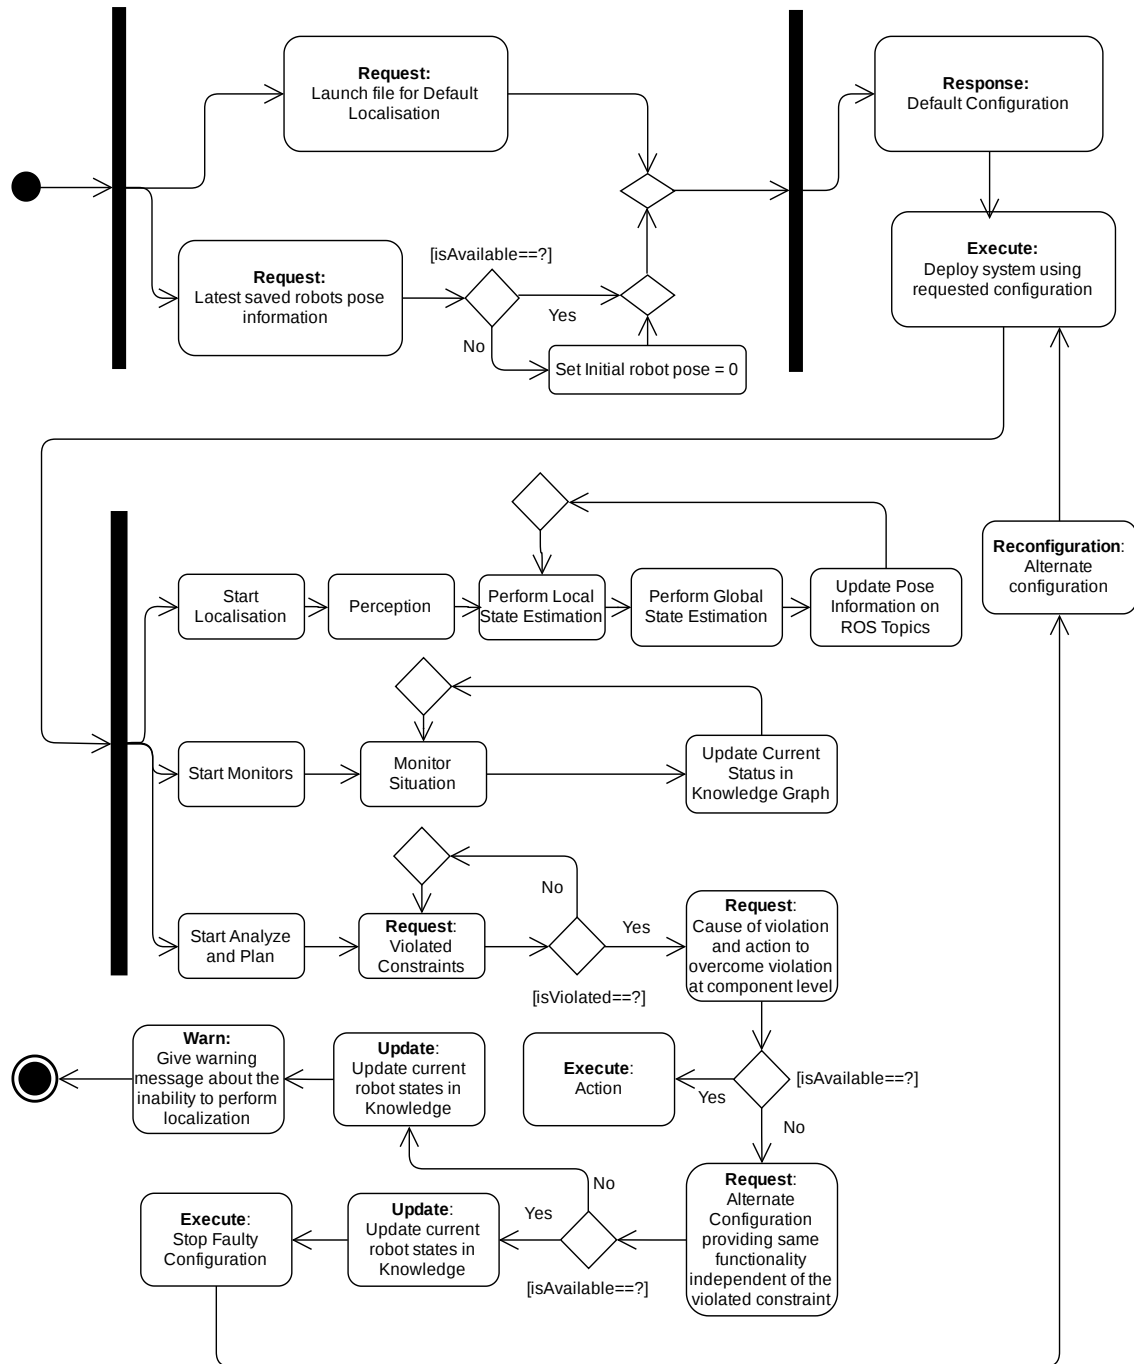 Request:
Launch file for Default
Localisation
Response:
Default Configuration
Request:
Latest saved robots pose
information
[isAvailable==?]
Yes
No
Set Initial robot pose = 0
Execute:
Deploy system using
requested configuration
Reconfiguration:
Alternate
configuration
Start
Localisation
Perception
Perform Local
State Estimation
Perform Global
State Estimation
Update Pose
Information on
ROS Topics
Start Monitors
Monitor
Situation
Update Current
Status in
Knowledge Graph
Start Analyze
and Plan
Request:
Violated
Constraints
No
Yes
[isViolated==?]
Request:
Cause of violation
and action to
overcome violation
at component level
Warn:
Give warning
message about the
inability to perform
localization
Update:
Update current
robot states in
Knowledge
Execute:
Action
Yes
[isAvailable==?]
No
Execute:
Stop Faulty
Configuration
Update:
Update current
robot states in
Knowledge
Yes
No
[isAvailable==?]
Request:
Alternate
Configuration
providing same
functionality
independent of the
violated constraint